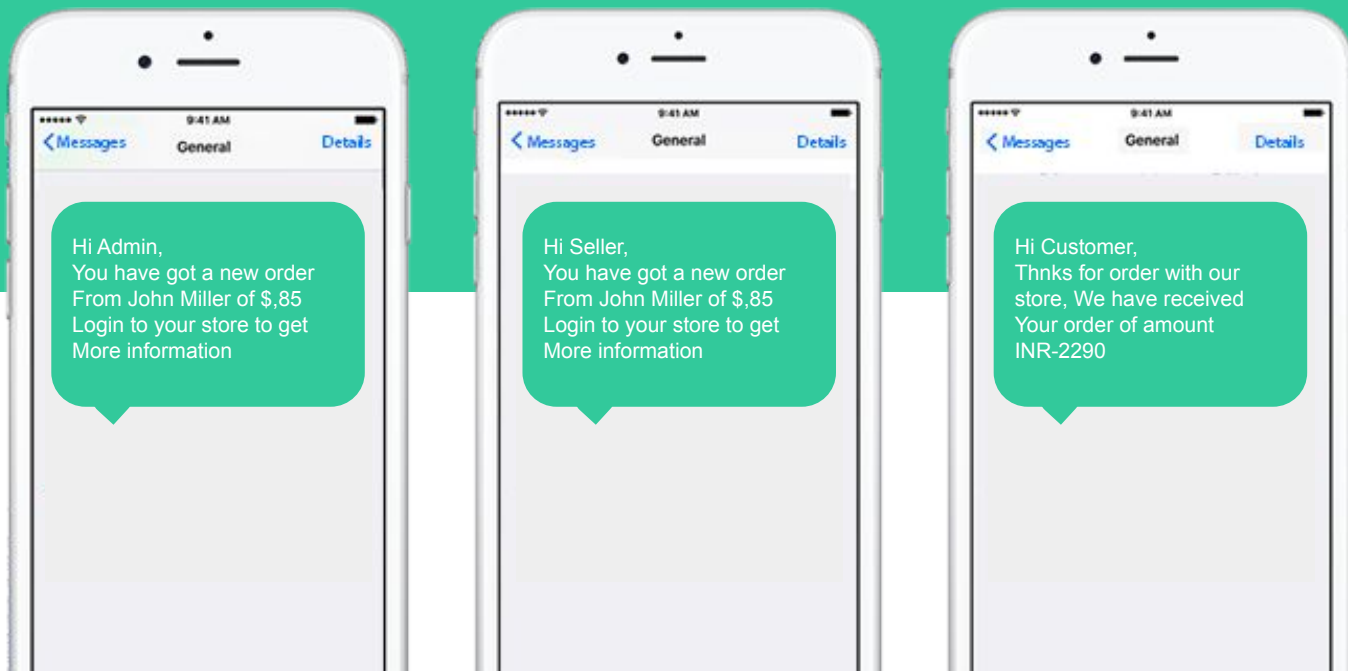 9:41 AM
Messages General Details
Hi Admin,
You have got a new order
From John Miller of $,85
Login to your store to get
More information
9:41 AM
Messages General Details
Hi Seller,
You have got a new order
From John Miller of $,85
Login to your store to get
More information
9:41 AM
Messages General Details
Hi Customer,
Thnks for order with our
store, We have received
Your order of amount
INR-2290